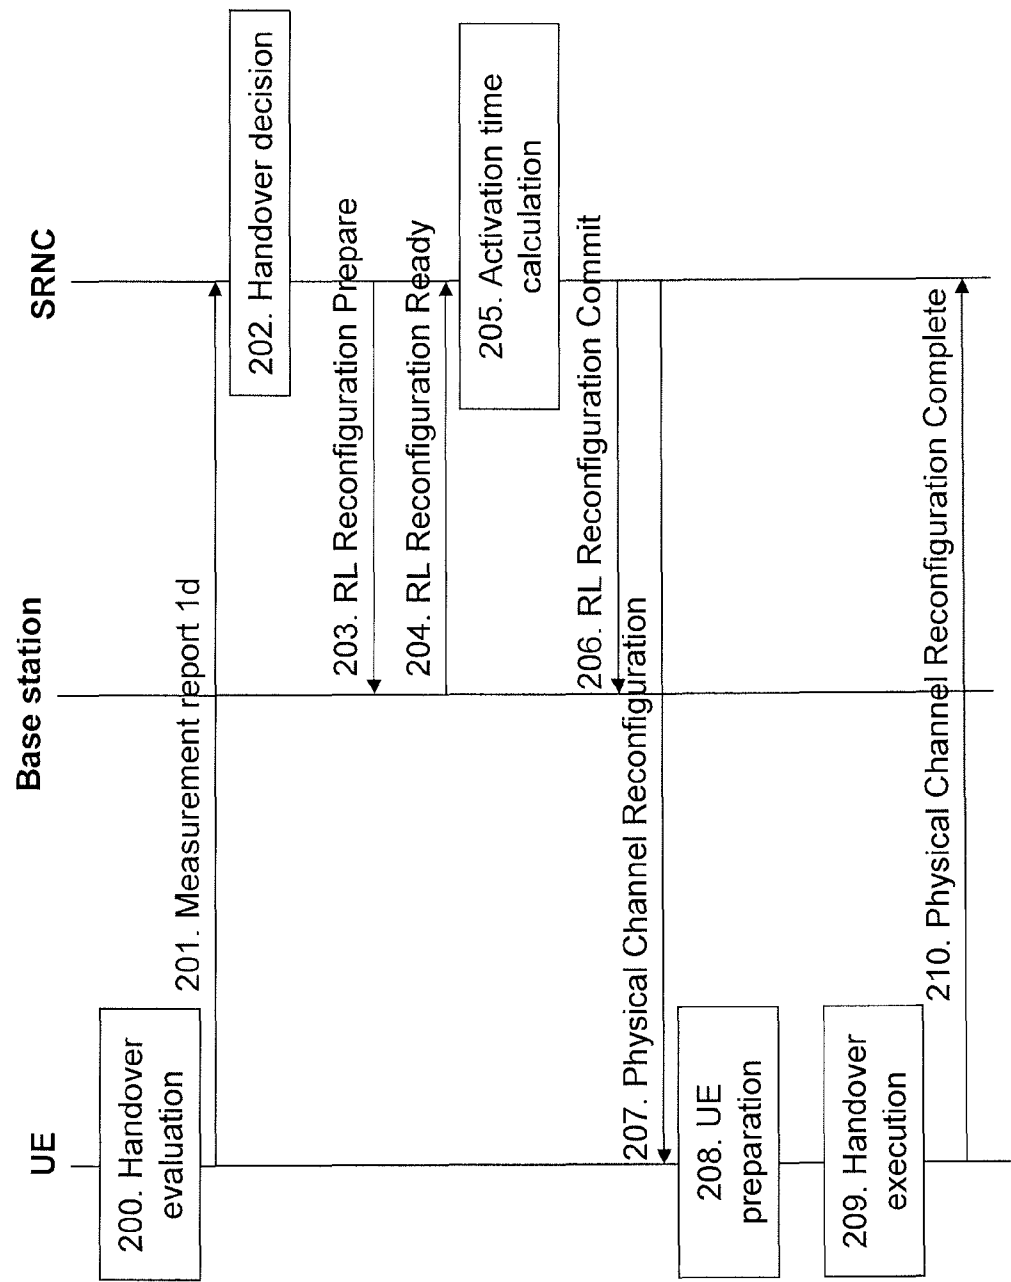 UE
Base station
SRNC
200. Handover
evaluation
201. Measurement report 1d
202. Handover decision
203. RL Reconfiguration Prepare
204. RL Reconfiguration Ready
205. Activation time
calculation
206. RL Reconfiguration Commit
207. Physical Channel Reconfiguration
208. UE
preparation
209. Handover
execution
210. Physical Channel Reconfiguration Complete